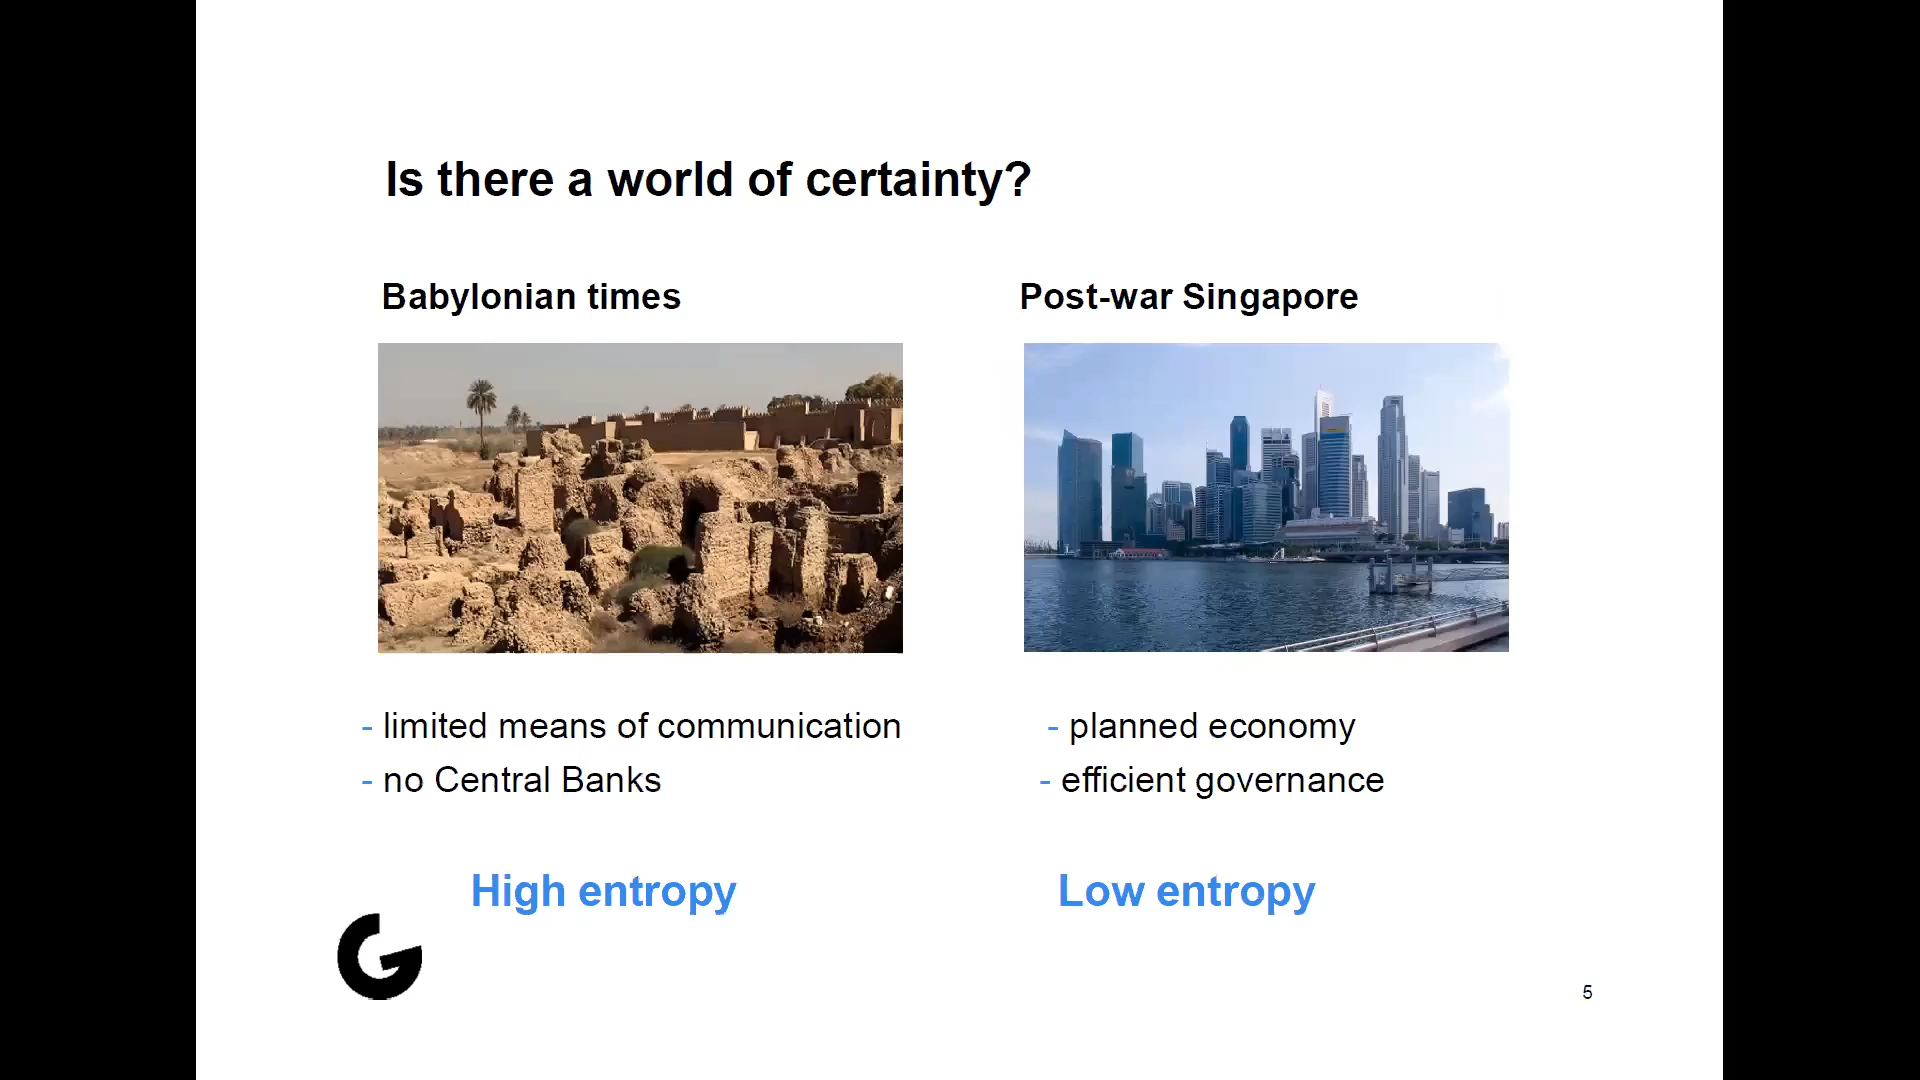 Is there a world of certainty?
Babylonian times
Post-war Singapore
- limited means of communication
- no Central Banks
- planned economy
- efficient governance
High entropy
Low entropy
G
5